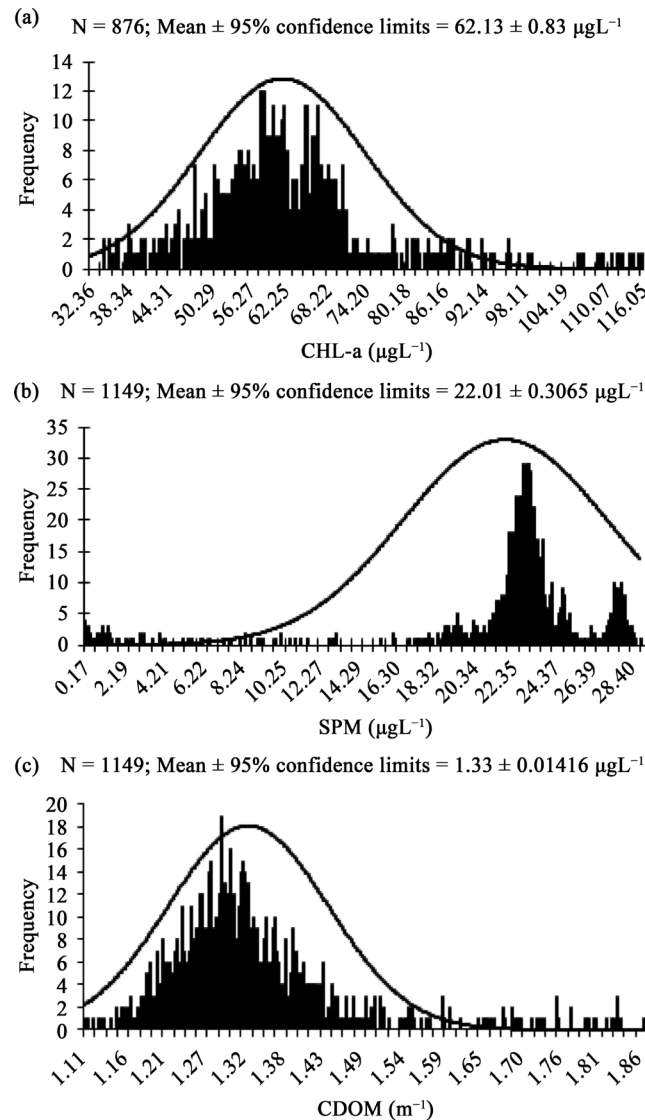 (a)
N = 876; Mean ± 95% confidence limits = 62.13 ± 0.83 µgL⁻¹
14
12
10
8
6
4
2
0
Frequency
32.36 38.34 44.31 50.29 56.27 62.25 68.22 74.20 80.18 86.16 92.14 98.11 104.19 110.07 116.05
CHL-a (µgL⁻¹)
(b) N = 1149; Mean ± 95% confidence limits = 22.01 ± 0.3065 µgL⁻¹
35
30
25
20
15
10
5
0
Frequency
0.17 2.19 4.21 6.22 8.24 10.25 12.27 14.29 16.30 18.32 20.34 22.35 24.37 26.39 28.40
SPM (µgL⁻¹)
(c) N = 1149; Mean ± 95% confidence limits = 1.33 ± 0.01416 µgL⁻¹
20
18
16
14
12
10
8
6
4
2
0
Frequency
1.11 1.16 1.21 1.27 1.32 1.38 1.43 1.49 1.54 1.59 1.65 1.70 1.76 1.81 1.86
CDOM (m⁻¹)